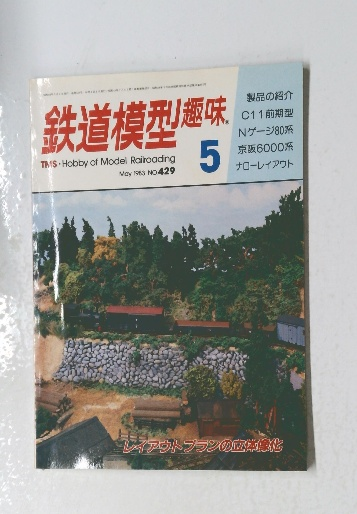 鉄道模型趣味
TMS・Hobby of Model Railroading
May 1983 NO.429
5
製品の紹介
C11前期型
Nゲージ80系
京阪6000系
ナローレイアウト
レイアウトプランの立体像化